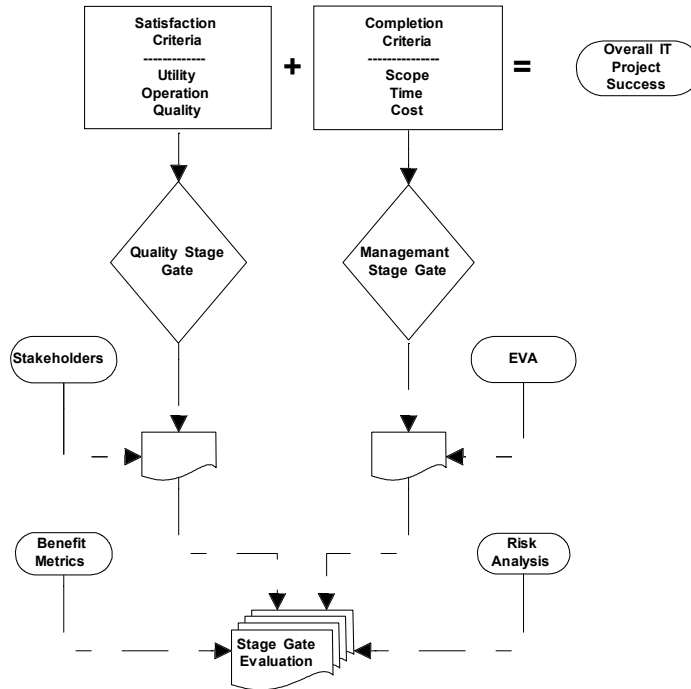 Satisfaction
Criteria
-------------
Utility
Operation
Quality
+
Completion
Criteria
---------------
Scope
Time
Cost
=
Overall IT
Project
Success
Quality Stage
Gate
Managemant
Stage Gate
Stakeholders
EVA
Benefit
Metrics
Risk
Analysis
Stage Gate
Evaluation